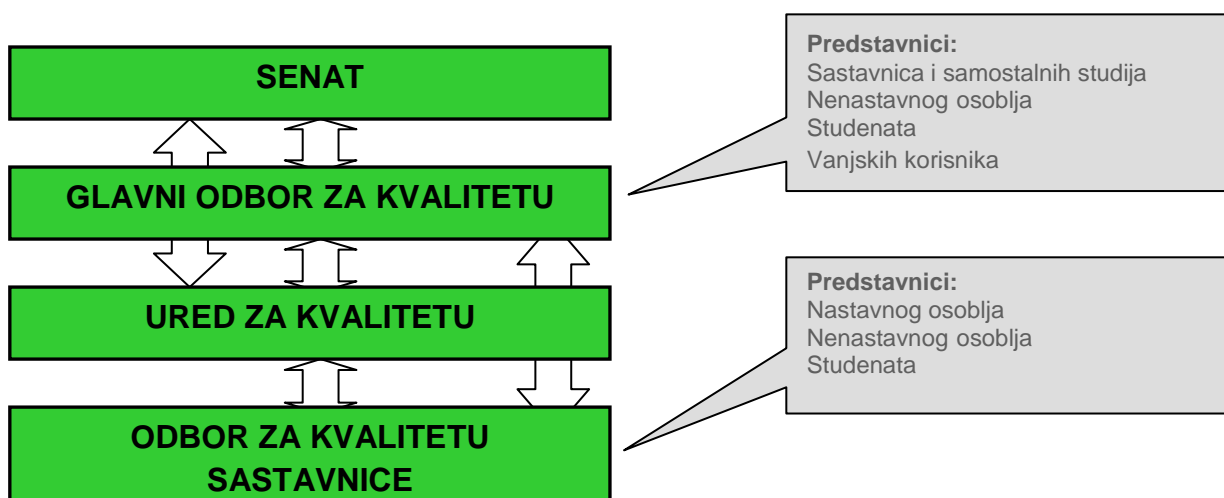 SENAT
Predstavnici:
Sastavnica i samostalnih studija
Nenastavnog osoblja
Studenata
Vanjskih korisnika
GLAVNI ODBOR ZA KVALITETU
URED ZA KVALITETU
Predstavnici:
Nastavnog osoblja
Nenastavnog osoblja
Studenata
ODBOR ZA KVALITETU
SASTAVNICE